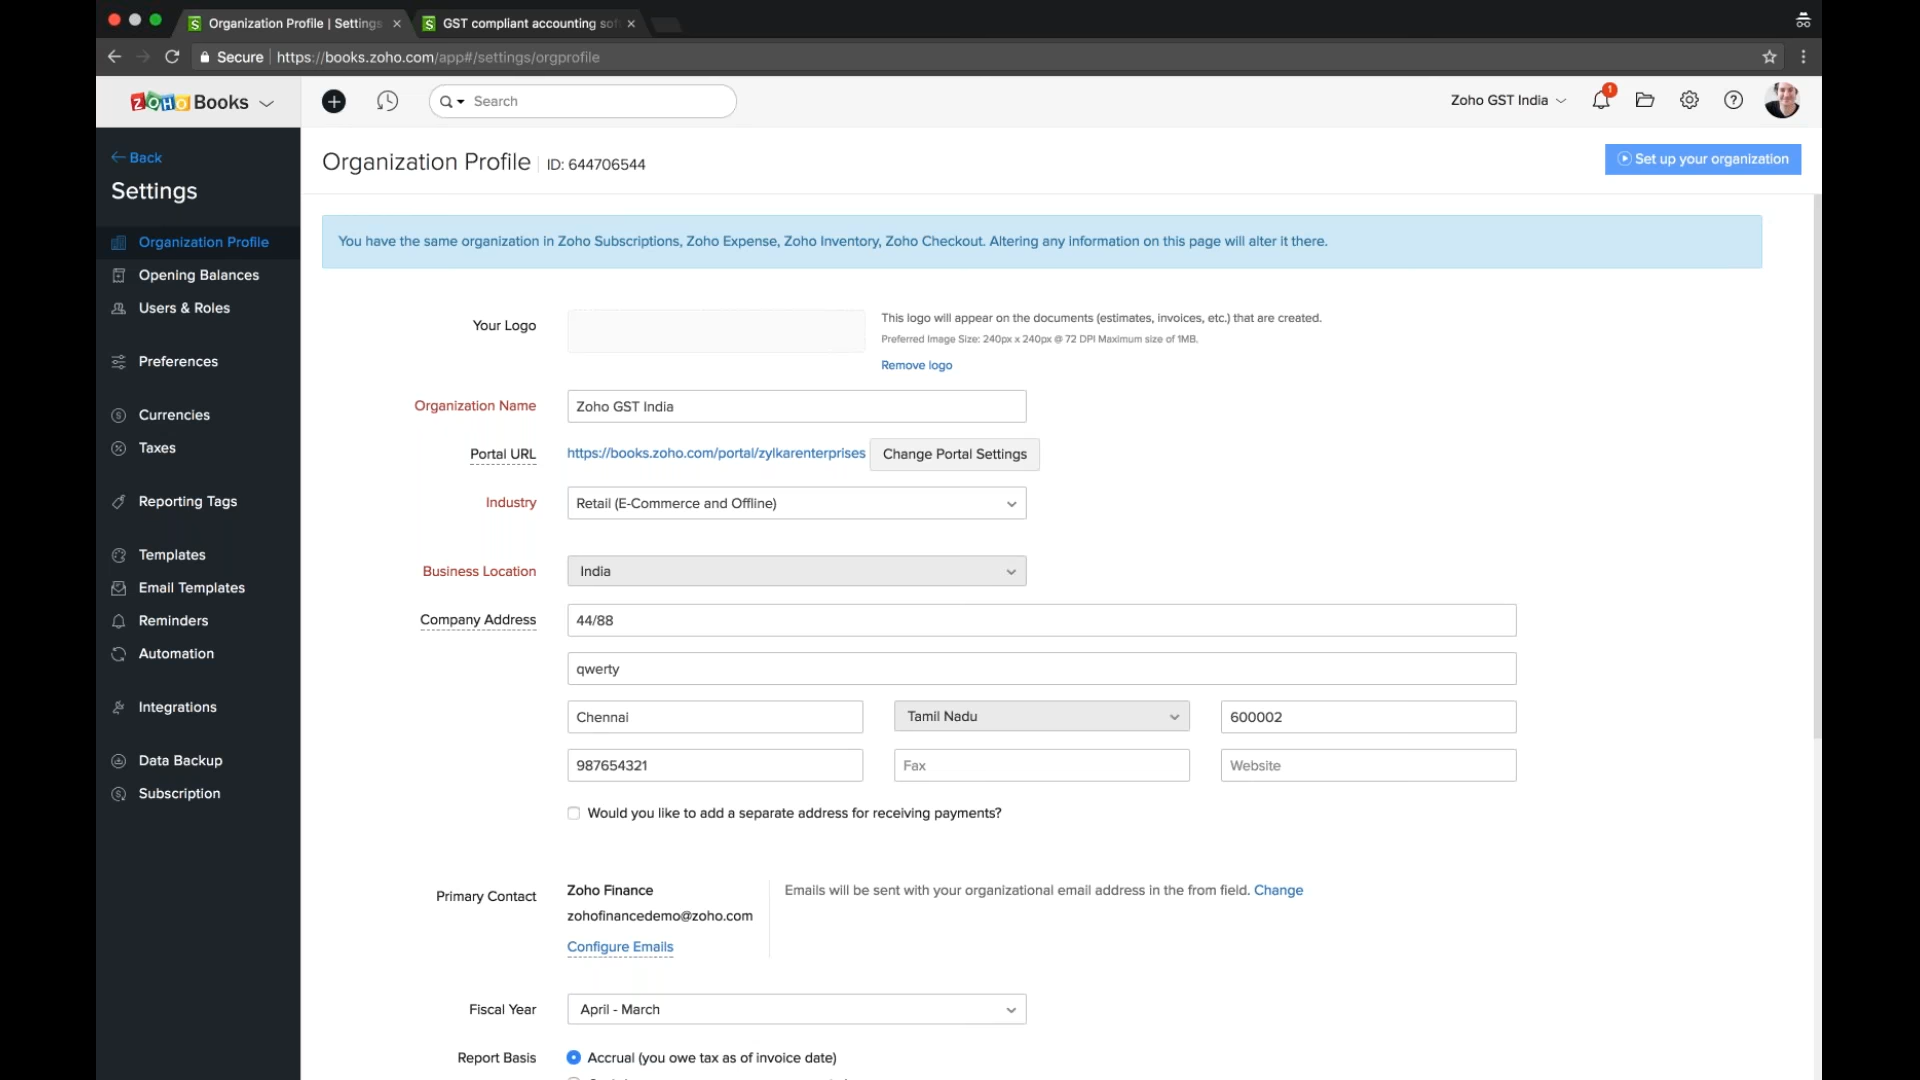 Organization Profile | Settings
GST compliant accounting sof
Secure https://books.zoho.com/app#/settings/orgprofile
ZOHO Books
Search
Zoho GST India
1
Back
Settings
Organization Profile
Opening Balances
Users & Roles
Preferences
Currencies
Taxes
Reporting Tags
Templates
Email Templates
Reminders
Automation
Integrations
Data Backup
Subscription
Organization Profile ID: 644706544
Set up your organization
You have the same organization in Zoho Subscriptions, Zoho Expense, Zoho Inventory, Zoho Checkout. Altering any information on this page will alter it there.
Your Logo
This logo will appear on the documents (estimates, invoices, etc.) that are created.
Preferred Image Size: 240px x 240px @ 72 DPI Maximum size of 1MB.
Remove logo
Organization Name Zoho GST India
Portal URL https://books.zoho.com/portal/zylkarenterprises Change Portal Settings
Industry Retail (E-Commerce and Offline)
Business Location India
Company Address 44/88
qwerty
Chennai Tamil Nadu 600002
987654321 Fax Website
Would you like to add a separate address for receiving payments?
Primary Contact Zoho Finance
zohofinancedemo@zoho.com
Configure Emails
Emails will be sent with your organizational email address in the from field. Change
Fiscal Year April - March
Report Basis Accrual (you owe tax as of invoice date)